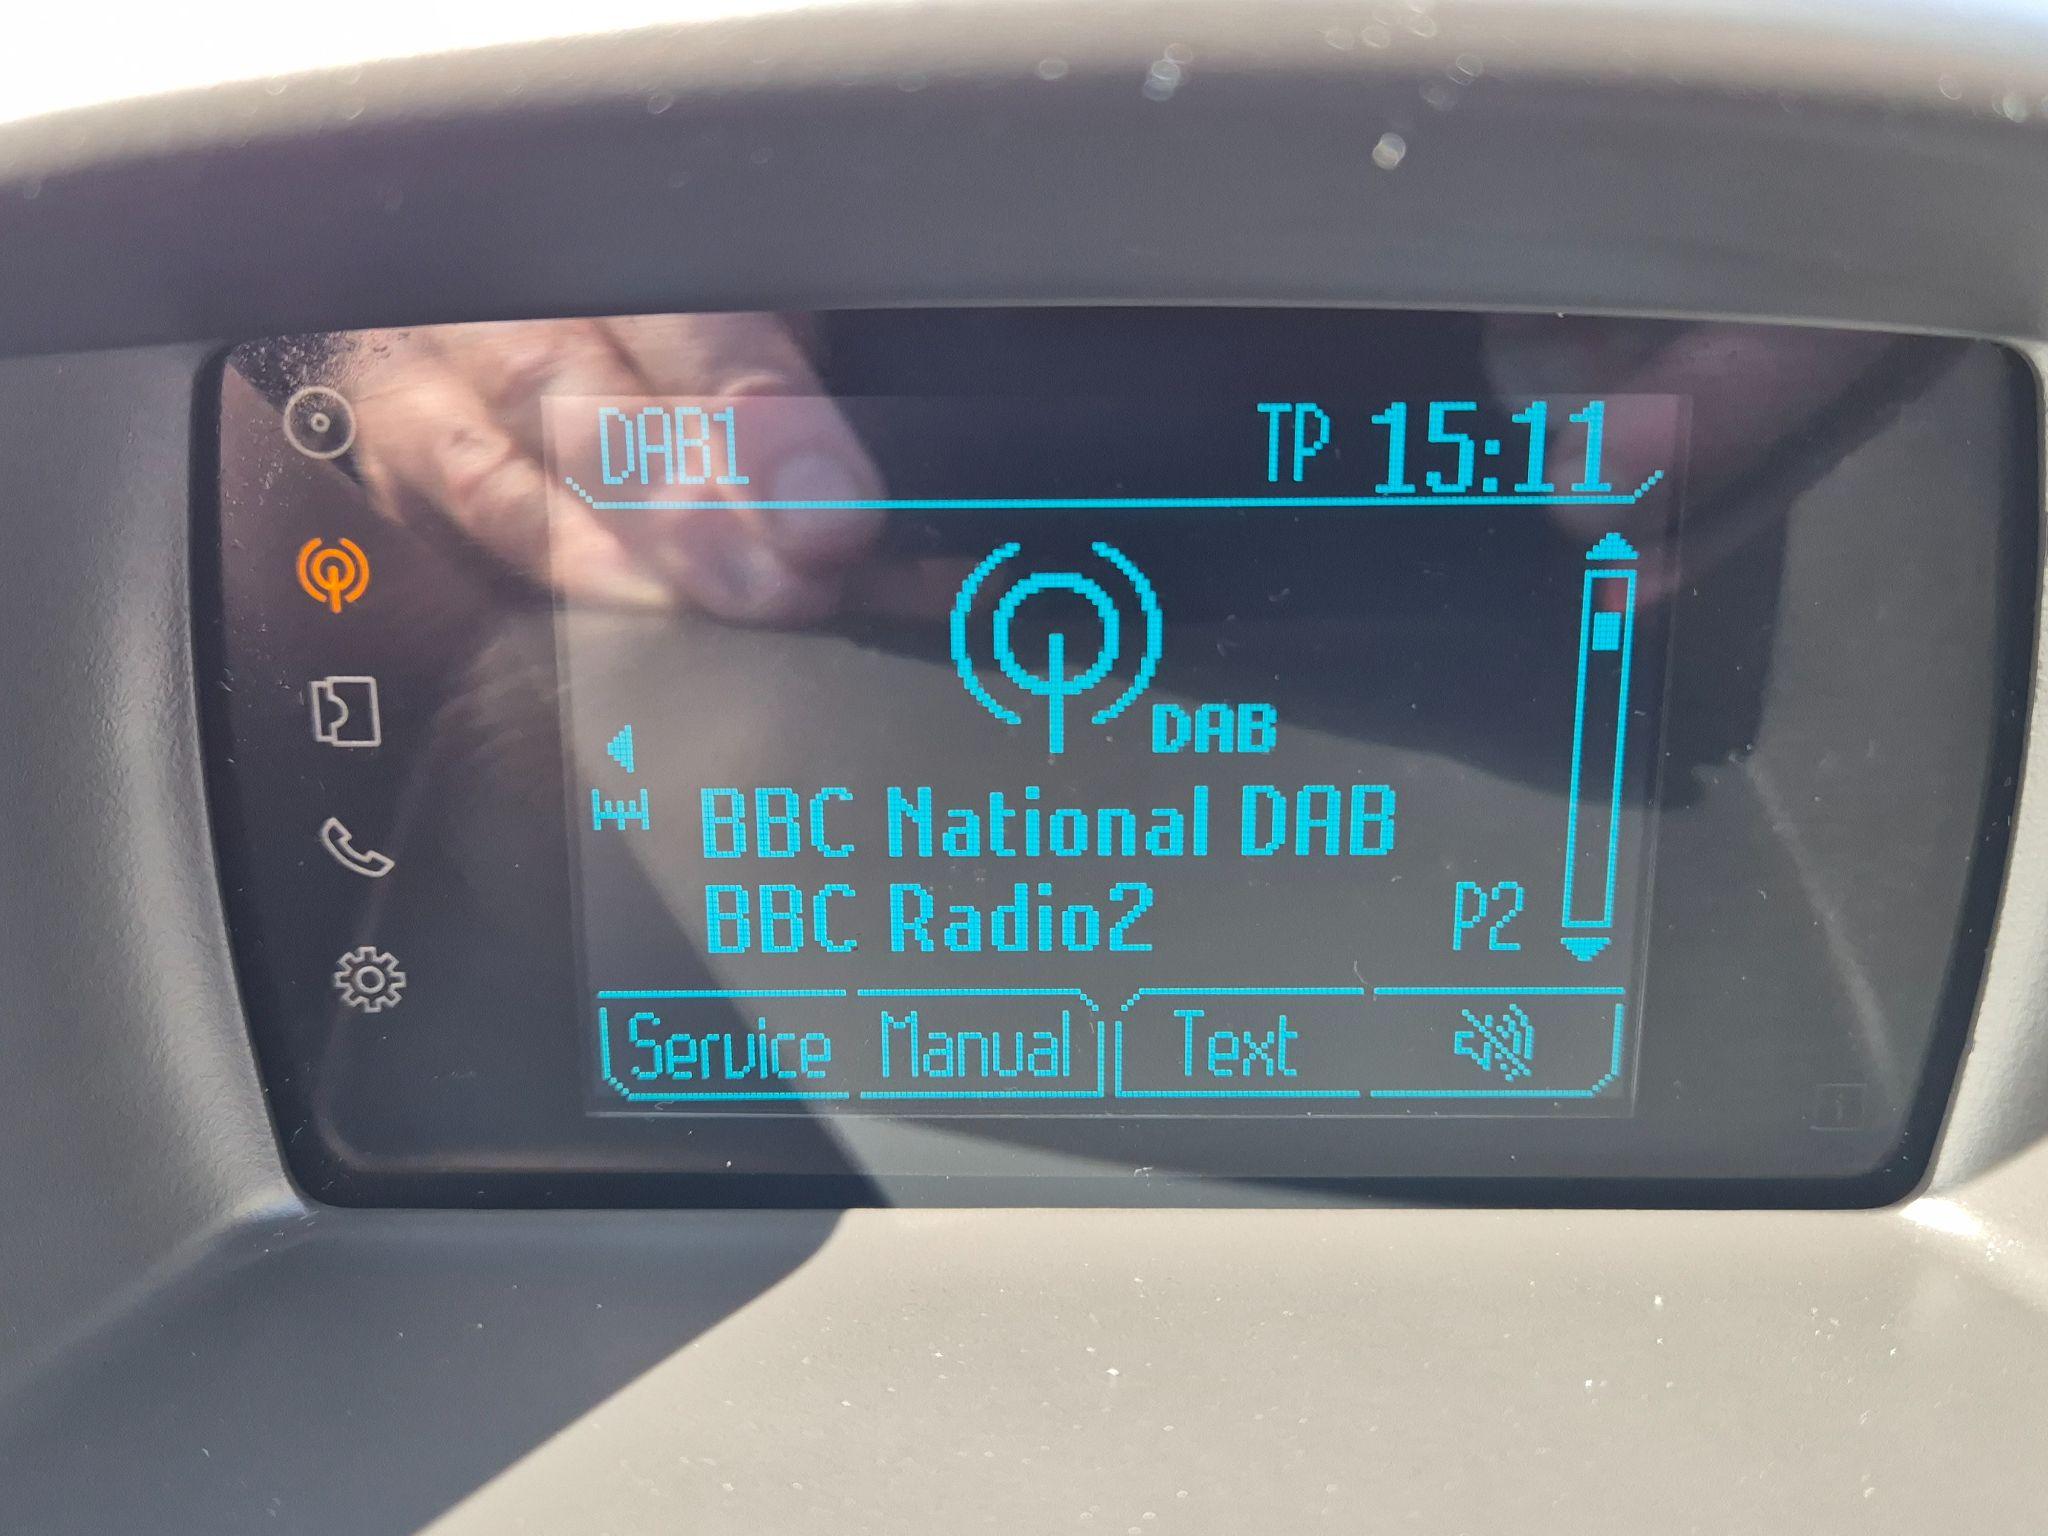 DAB1 TP 15:11
DAB
BBC National DAB
BBC Radio2 P2
Service Manual Text